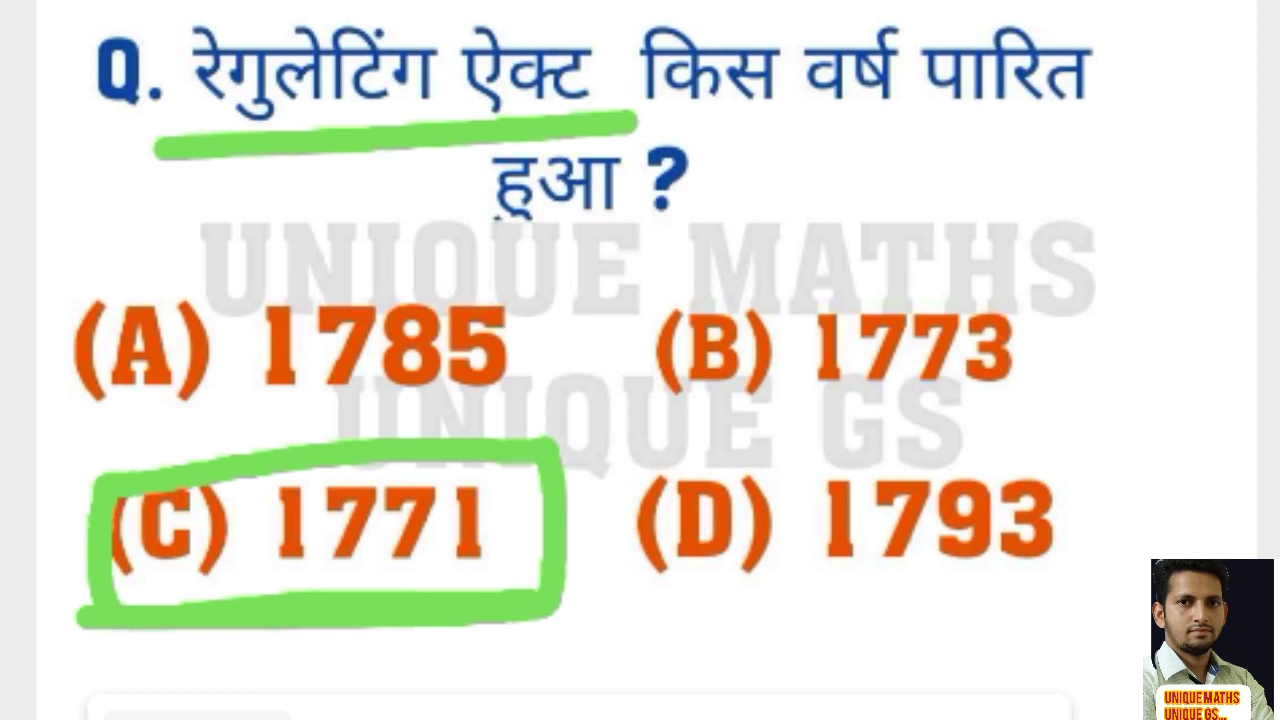 Q. रेगुलेटिंग ऐक्ट किस वर्ष पारित
हुआ ?
UNIQUE MATHS
(A) 1785 (B) 1773
UNIQUE GS
(C) 1771 (D) 1793
UNIQUE MATHS
UNIQUE GS...